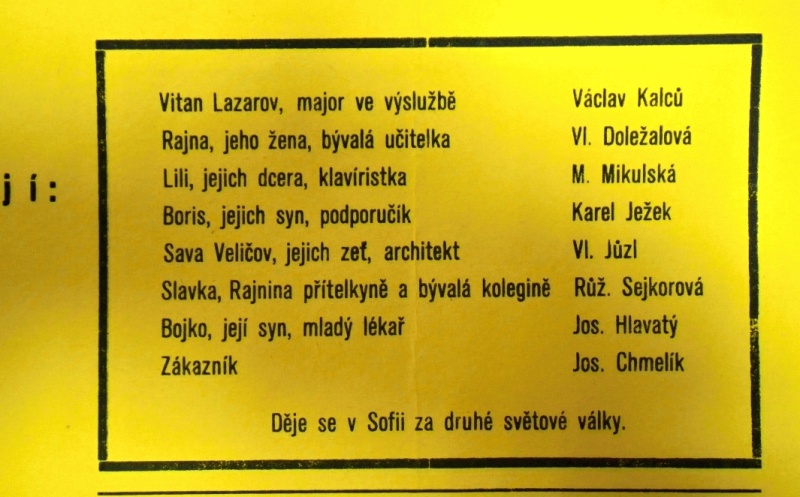 jí:
Vitan Lazarov, major ve výslužbě Václav Kalců
Rajna, jeho žena, bývalá učitelka Vl. Doležalová
Lili, jejich dcera, klavíristka M. Mikulská
Boris, jejich syn, podporučík Karel Ježek
Sava Veličov, jejich zeť, architekt Vl. Jůzl
Slavka, Rajnina přítelkyně a bývalá kolegině Růž. Sejkorová
Bojko, její syn, mladý lékař Jos. Hlavatý
Zákazník Jos. Chmelík
Děje se v Sofii za druhé světové války.